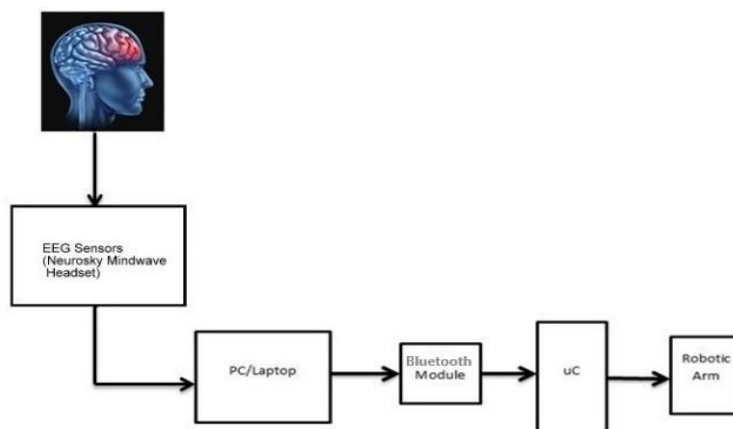 EEG Sensors
(Neurosky Mindwave
Headset)
PC/Laptop
Bluetooth
Module
uC
Robotic
Arm